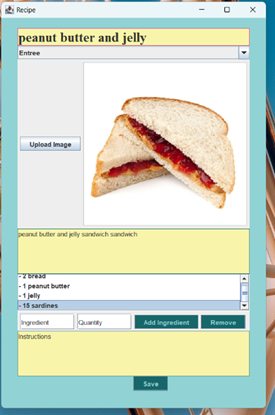 Recipe
peanut butter and jelly
Entree
Upload Image
peanut butter and jelly sandwich sandwich
- 2 bread
- 1 peanut butter
- 1 jelly
- 15 sardines
Ingredient Quantity Add Ingredient Remove
Instructions
Save